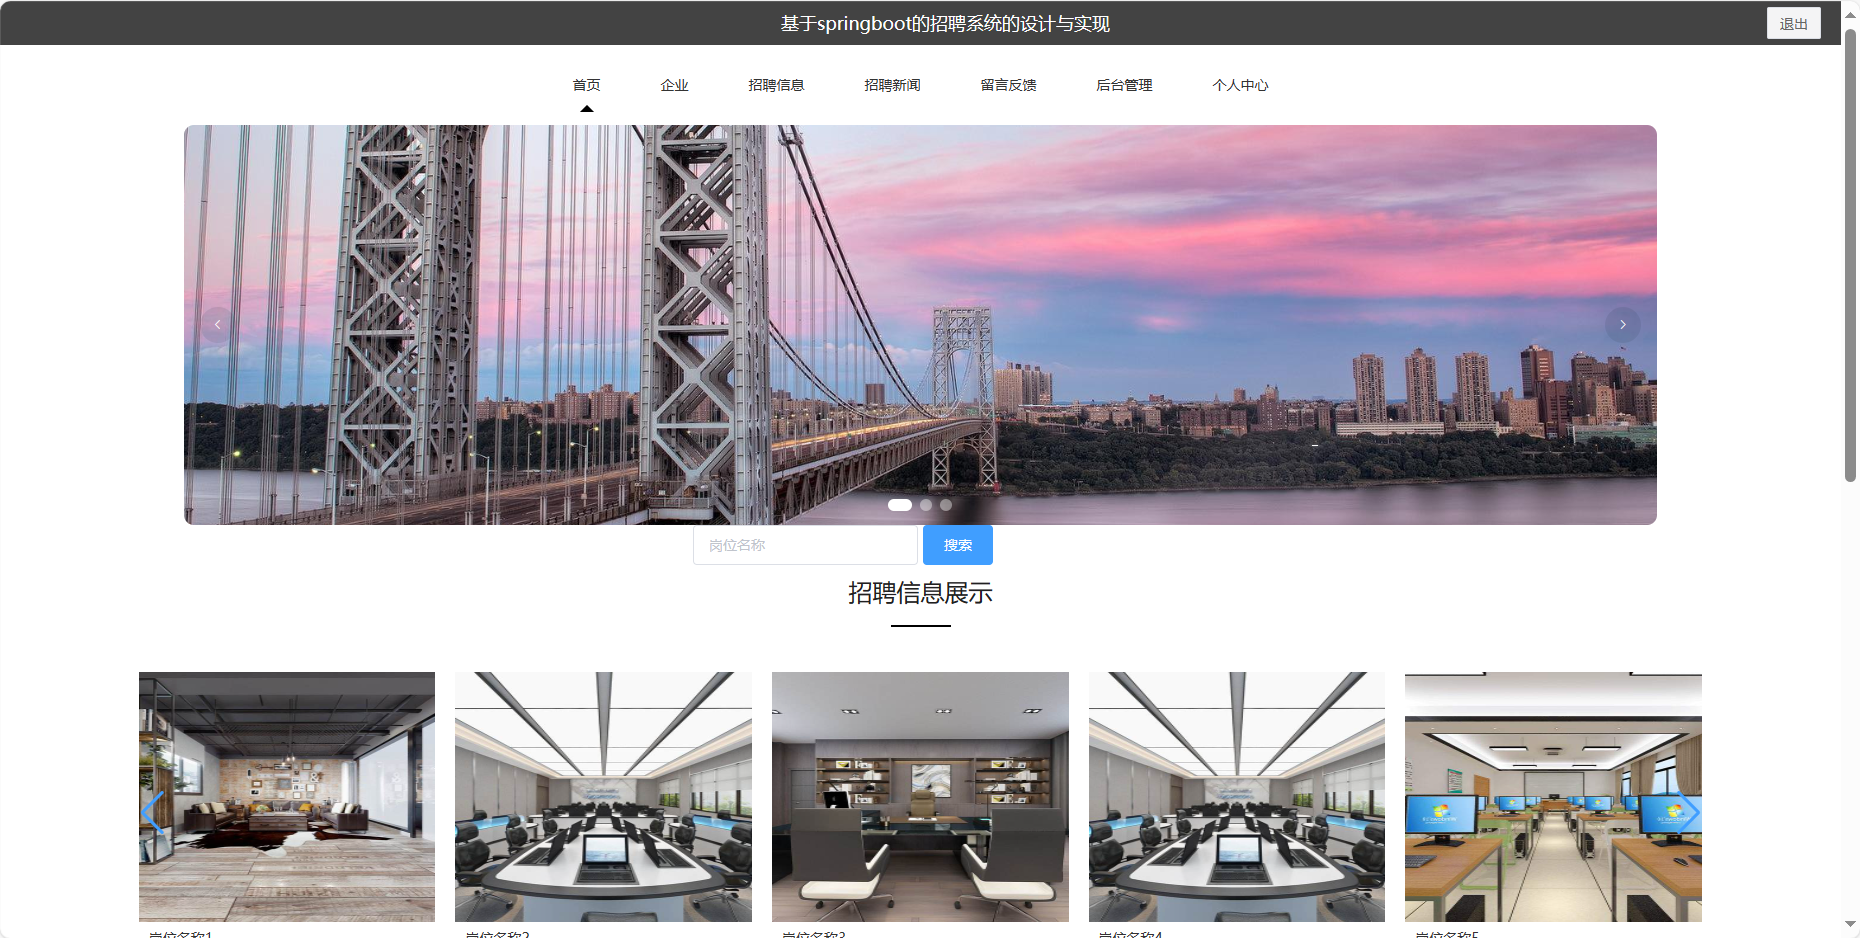 基于springboot的招聘系统的设计与实现
退出
首页 企业 招聘信息 招聘新闻 留言反馈 后台管理 个人中心
岗位名称 搜索
招聘信息展示
岗位名称1 岗位名称2 岗位名称3 岗位名称4 岗位名称5